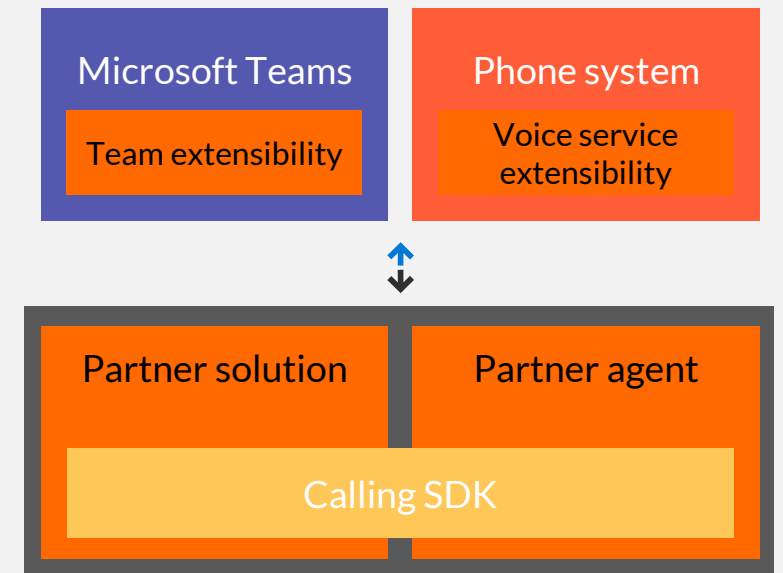 Microsoft Teams
Team extensibility
Phone system
Voice service
extensibility
Partner solution
Partner agent
Calling SDK